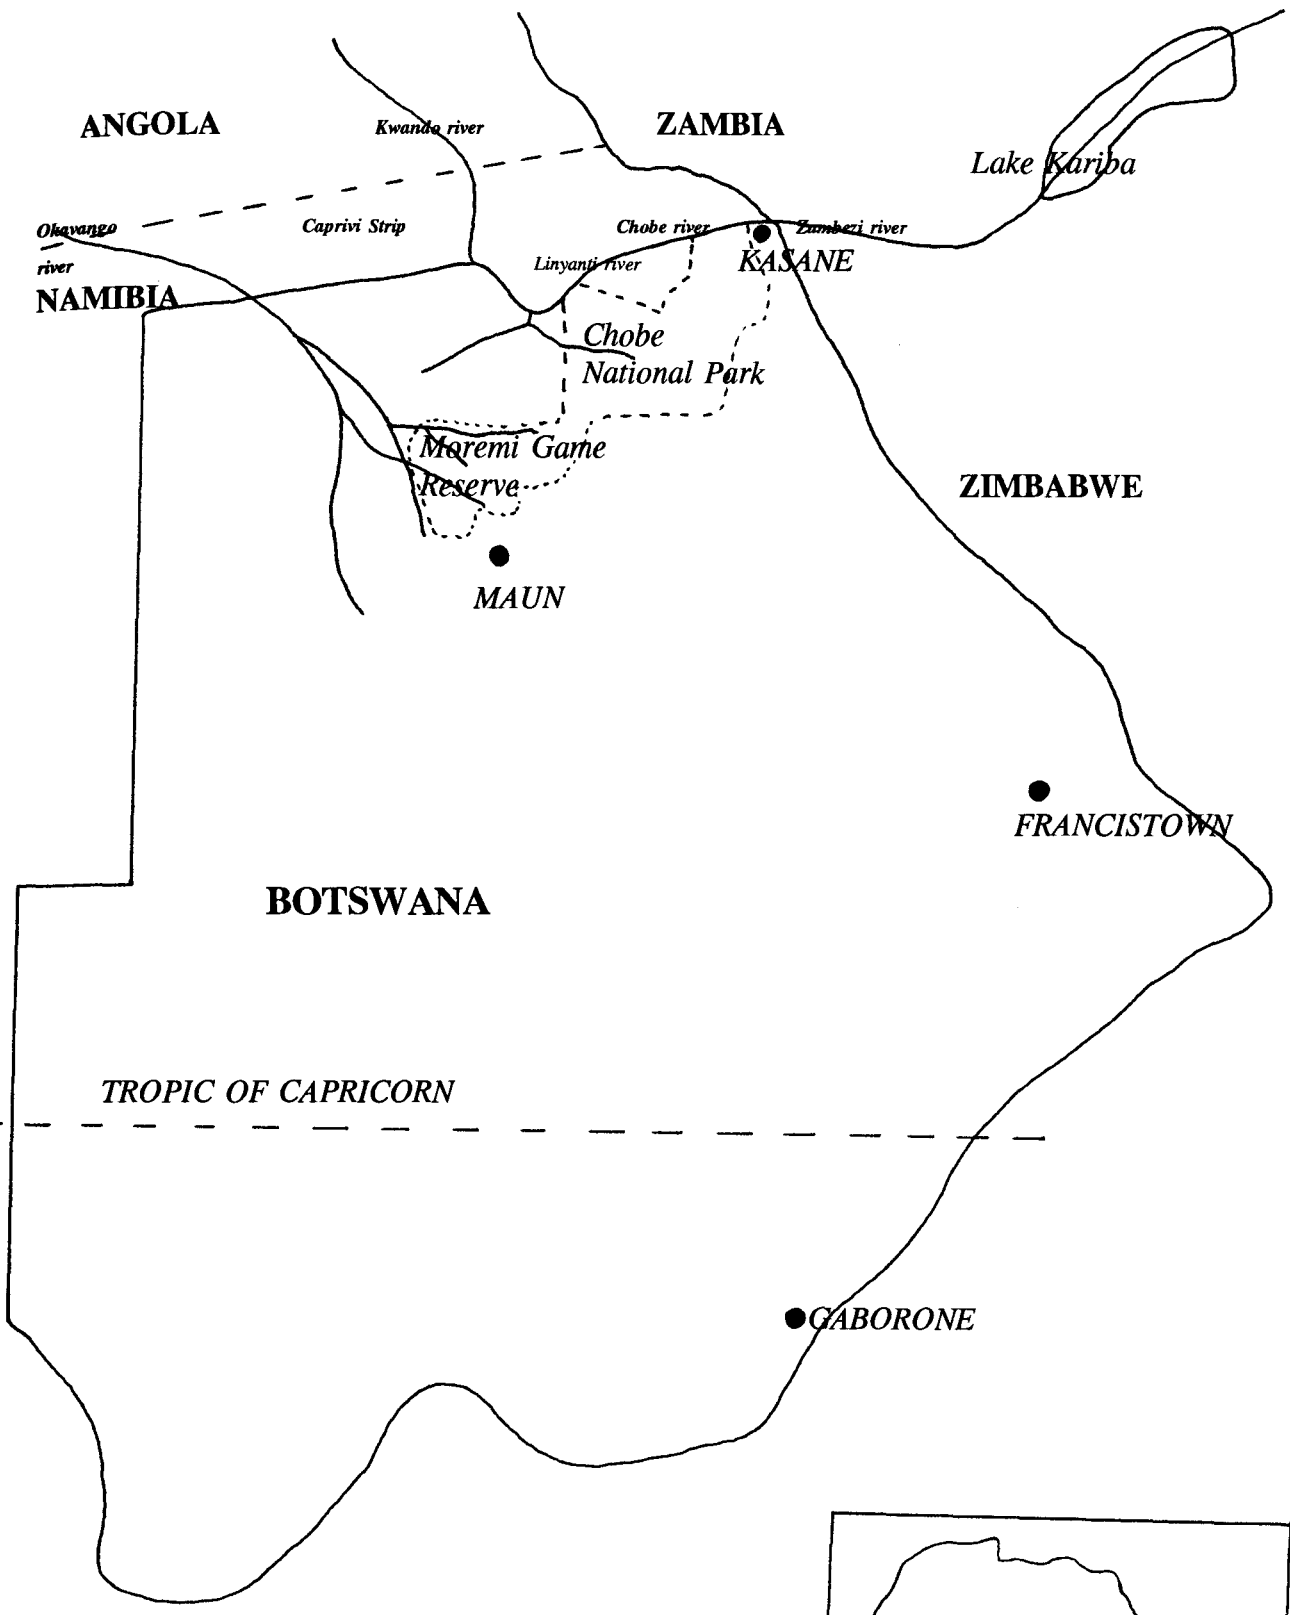 ANGOLA
Kwando river
ZAMBIA
Lake Kariba
Okavango
river
Caprivi Strip
Chobe river
Zambezi river
Linyanti river
KASANE
NAMIBIA
Chobe
National Park
Moremi Game
Reserve
ZIMBABWE
MAUN
FRANCISTOWN
BOTSWANA
TROPIC OF CAPRICORN
GABORONE